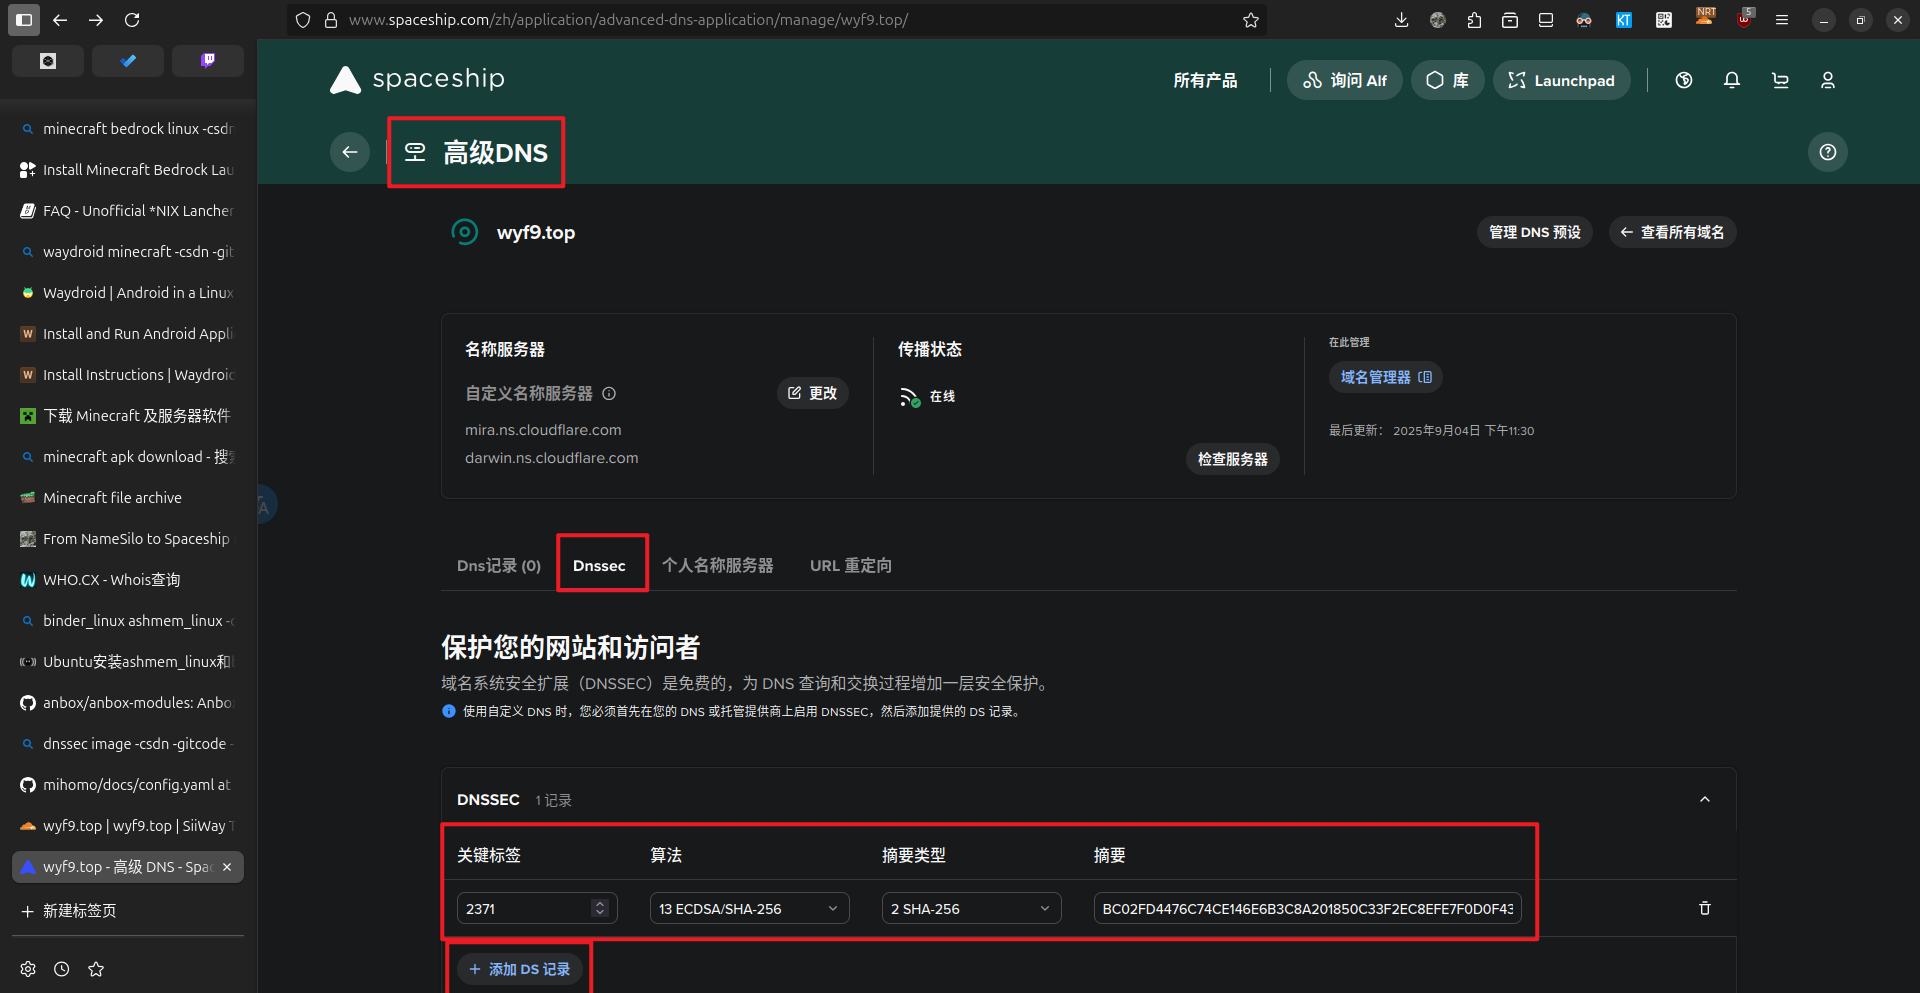 www.spaceship.com/zh/application/advanced-dns-application/manage/wyf9.top/
KT
NRT
5
minecraft bedrock linux -csdn
Install Minecraft Bedrock Lau
FAQ - Unofficial *NIX Lancher
waydroid minecraft -csdn -git
Waydroid | Android in a Linux
Install and Run Android Appli
Install Instructions | Waydroid
下载 Minecraft 及服务器软件
minecraft apk download - 搜索
Minecraft file archive
From NameSilo to Spaceship
WHO.CX - Whois查询
binder_linux ashmem_linux -c
Ubuntu安装ashmem_linux和b
anbox/anbox-modules: Anbo
dnssec image -csdn -gitcode -
mihomo/docs/config.yaml at
wyf9.top | wyf9.top | SiiWay T
wyf9.top - 高级 DNS - Spac
新建标签页
spaceship
所有产品
询问 Alf
库
Launchpad
高级DNS
wyf9.top
管理 DNS 预设
查看所有域名
名称服务器
自定义名称服务器
更改
mira.ns.cloudflare.com
darwin.ns.cloudflare.com
传播状态
在线
检查服务器
在此管理
域名管理器
最后更新： 2025年9月04日 下午11:30
Dns记录 (0)
Dnssec
个人名称服务器
URL 重定向
保护您的网站和访问者
域名系统安全扩展（DNSSEC）是免费的，为 DNS 查询和交换过程增加一层安全保护。
使用自定义 DNS 时，您必须首先在您的 DNS 或托管提供商上启用 DNSSEC，然后添加提供的 DS 记录。
DNSSEC 1 记录
关键标签 算法 摘要类型 摘要
2371 13 ECDSA/SHA-256 2 SHA-256 BC02FD4476C74CE146E6B3C8A201850C33F2EC8EFE7F0D0F43
添加 DS 记录